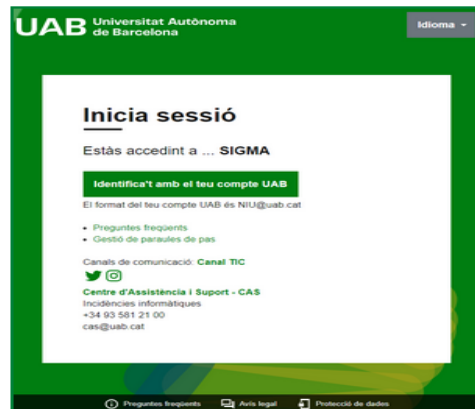 UAB Universitat Autònoma
de Barcelona
Idioma
Inicia sessió
Estàs accedint a ... SIGMA
Identifica't amb el teu compte UAB
El format del teu compte UAB és NIU@uab.cat
Preguntes freqüents
Gestió de paraules de pas
Canals de comunicació: Canal TIC
Centre d'Assistència i Suport - CAS
Incidències informàtiques
+34 93 581 21 00
cas@uab.cat
Preguntes freqüents Avís legal Protecció de dades